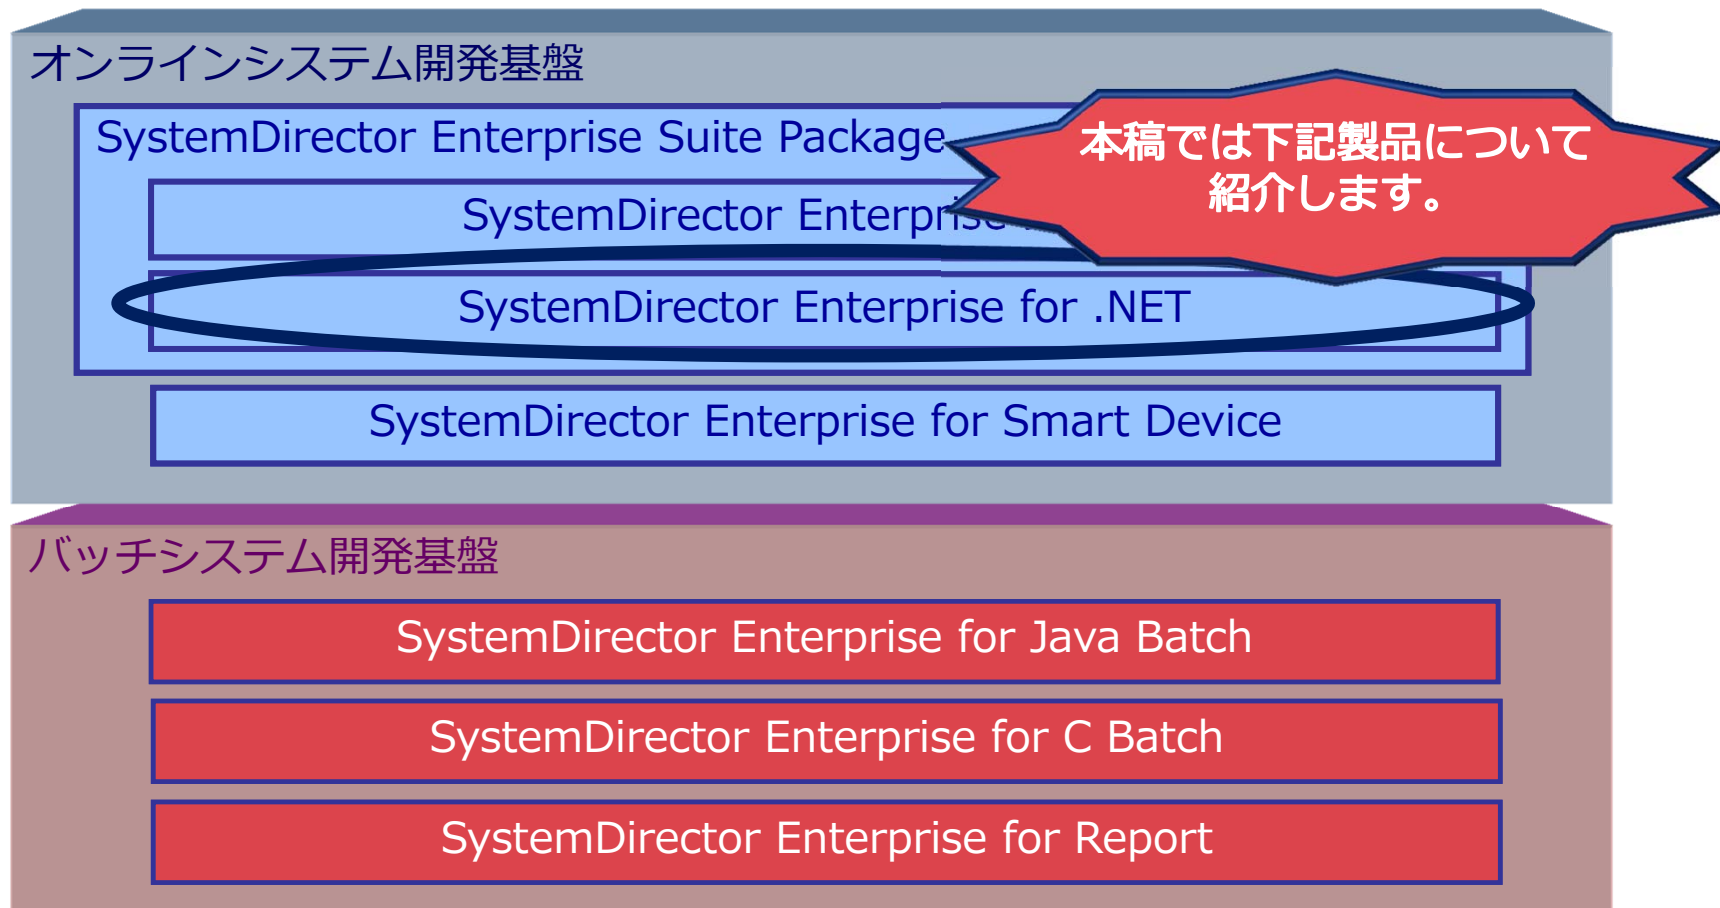 オンラインシステム開発基盤
SystemDirector Enterprise Suite Package
本稿では下記製品について
紹介します。
SystemDirector Enterprise
SystemDirector Enterprise for .NET
SystemDirector Enterprise for Smart Device
バッチシステム開発基盤
SystemDirector Enterprise for Java Batch
SystemDirector Enterprise for C Batch
SystemDirector Enterprise for Report